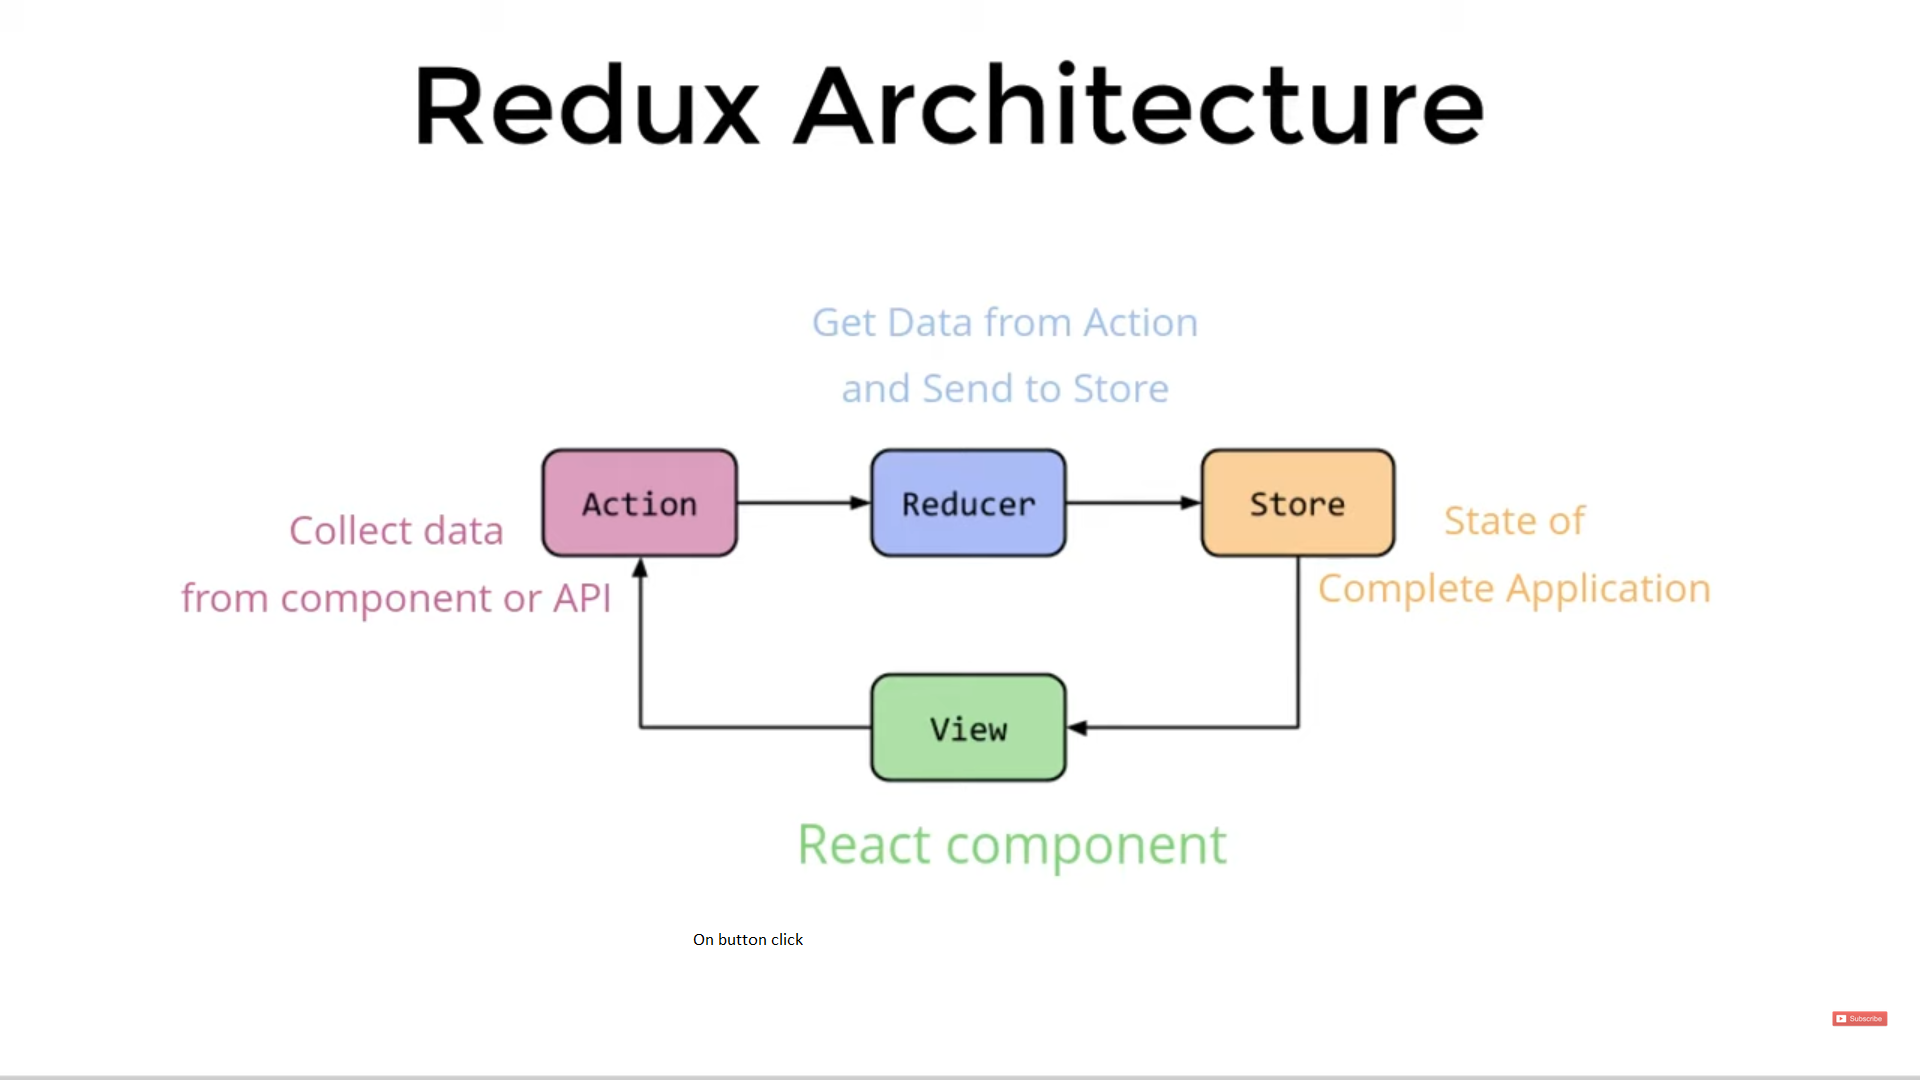 Redux Architecture
Get Data from Action
and Send to Store
Action
Reducer
Store
Collect data
from component or API
State of
Complete Application
View
React component
On button click
Subscribe